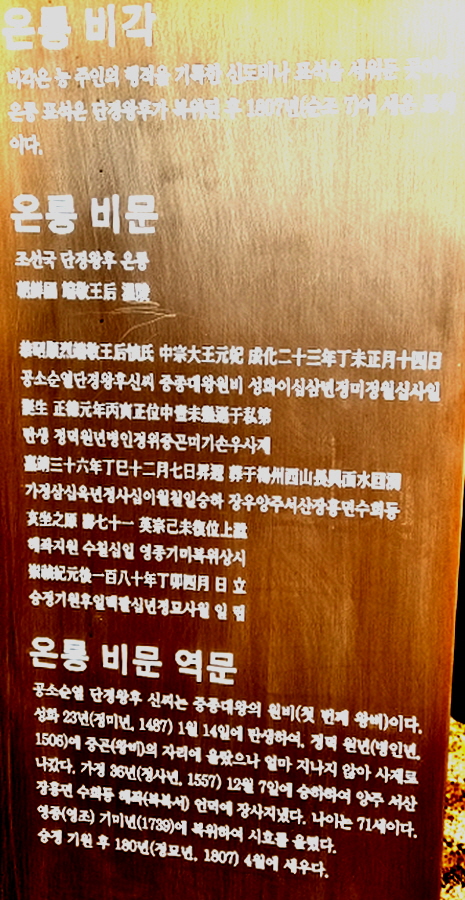 온릉 비각
비각은 능 주인의 행적을 기록한 신도비나 표석을 세워둔
온릉 표석은 단경왕후가 복위된 후 1807년(순조 7)에 세운
이다.
온릉 비문
조선국 단경왕후 온릉
朝鮮國 端敬王后 溫陵
恭昭順烈端敬王后愼氏 中宗大王元妃 成化二十三年丁未正月十四日
공소순열단경왕후신씨 중종대왕원비 성화이십삼년정미정월십사일
誕生 正德元年丙寅正位中壼未幾遜于私第
탄생 정덕원년병인정위중곤미기손우사제
嘉靖三十六年丁巳十二月七日昇遐 葬于楊州西山長興面水回洞
가정삼십육년정사십이월칠일승하 장우양주서산장흥면수회동
亥坐之原 壽七十一 英宗己未復位上諡
해좌지원 수칠십일 영종기미복위상시
崇禎紀元後一百八十年丁卯四月 日 立
숭정기원후일백팔십년정묘사월 일 립
온릉 비문 역문
공소순열 단경왕후 신씨는 중종대왕의 원비(첫 번째 왕비)이다.
성화 23년(정미년, 1487) 1월 14일에 탄생하여, 정덕 원년(병인년,
1506)에 중곤(왕비)의 자리에 올랐으나 얼마 지나지 않아 사제로
나갔다. 가정 36년(정사년, 1557) 12월 7일에 승하하여 양주 서산
장흥면 수회동 해좌(북북서) 언덕에 장사지냈다. 나이는 71세이다.
영종(영조) 기미년(1739)에 복위하여 시호를 올렸다.
숭정 기원 후 180년(정묘년, 1807) 4월에 세우다.